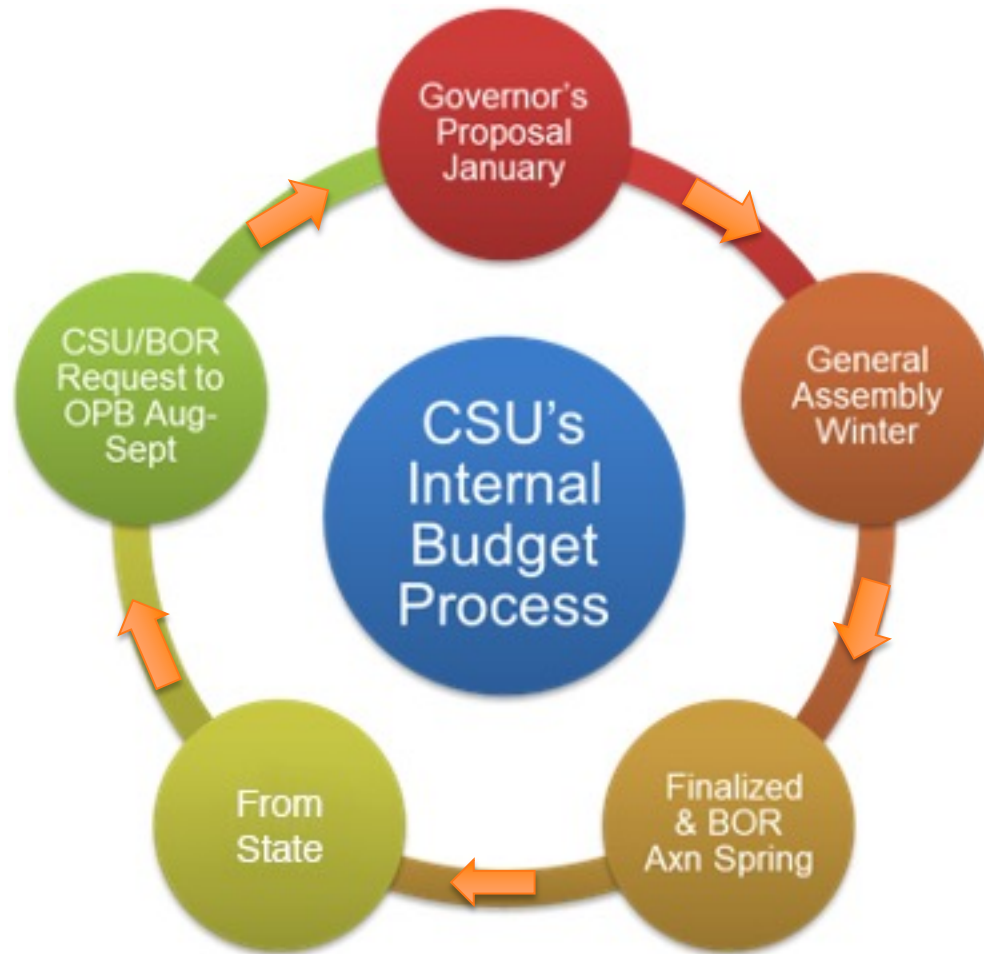 Governor's
Proposal
January
General
Assembly
Winter
Finalized
& BOR
Axn Spring
From
State
CSU/BOR
Request to
OPB Aug-
Sept
CSU's
Internal
Budget
Process